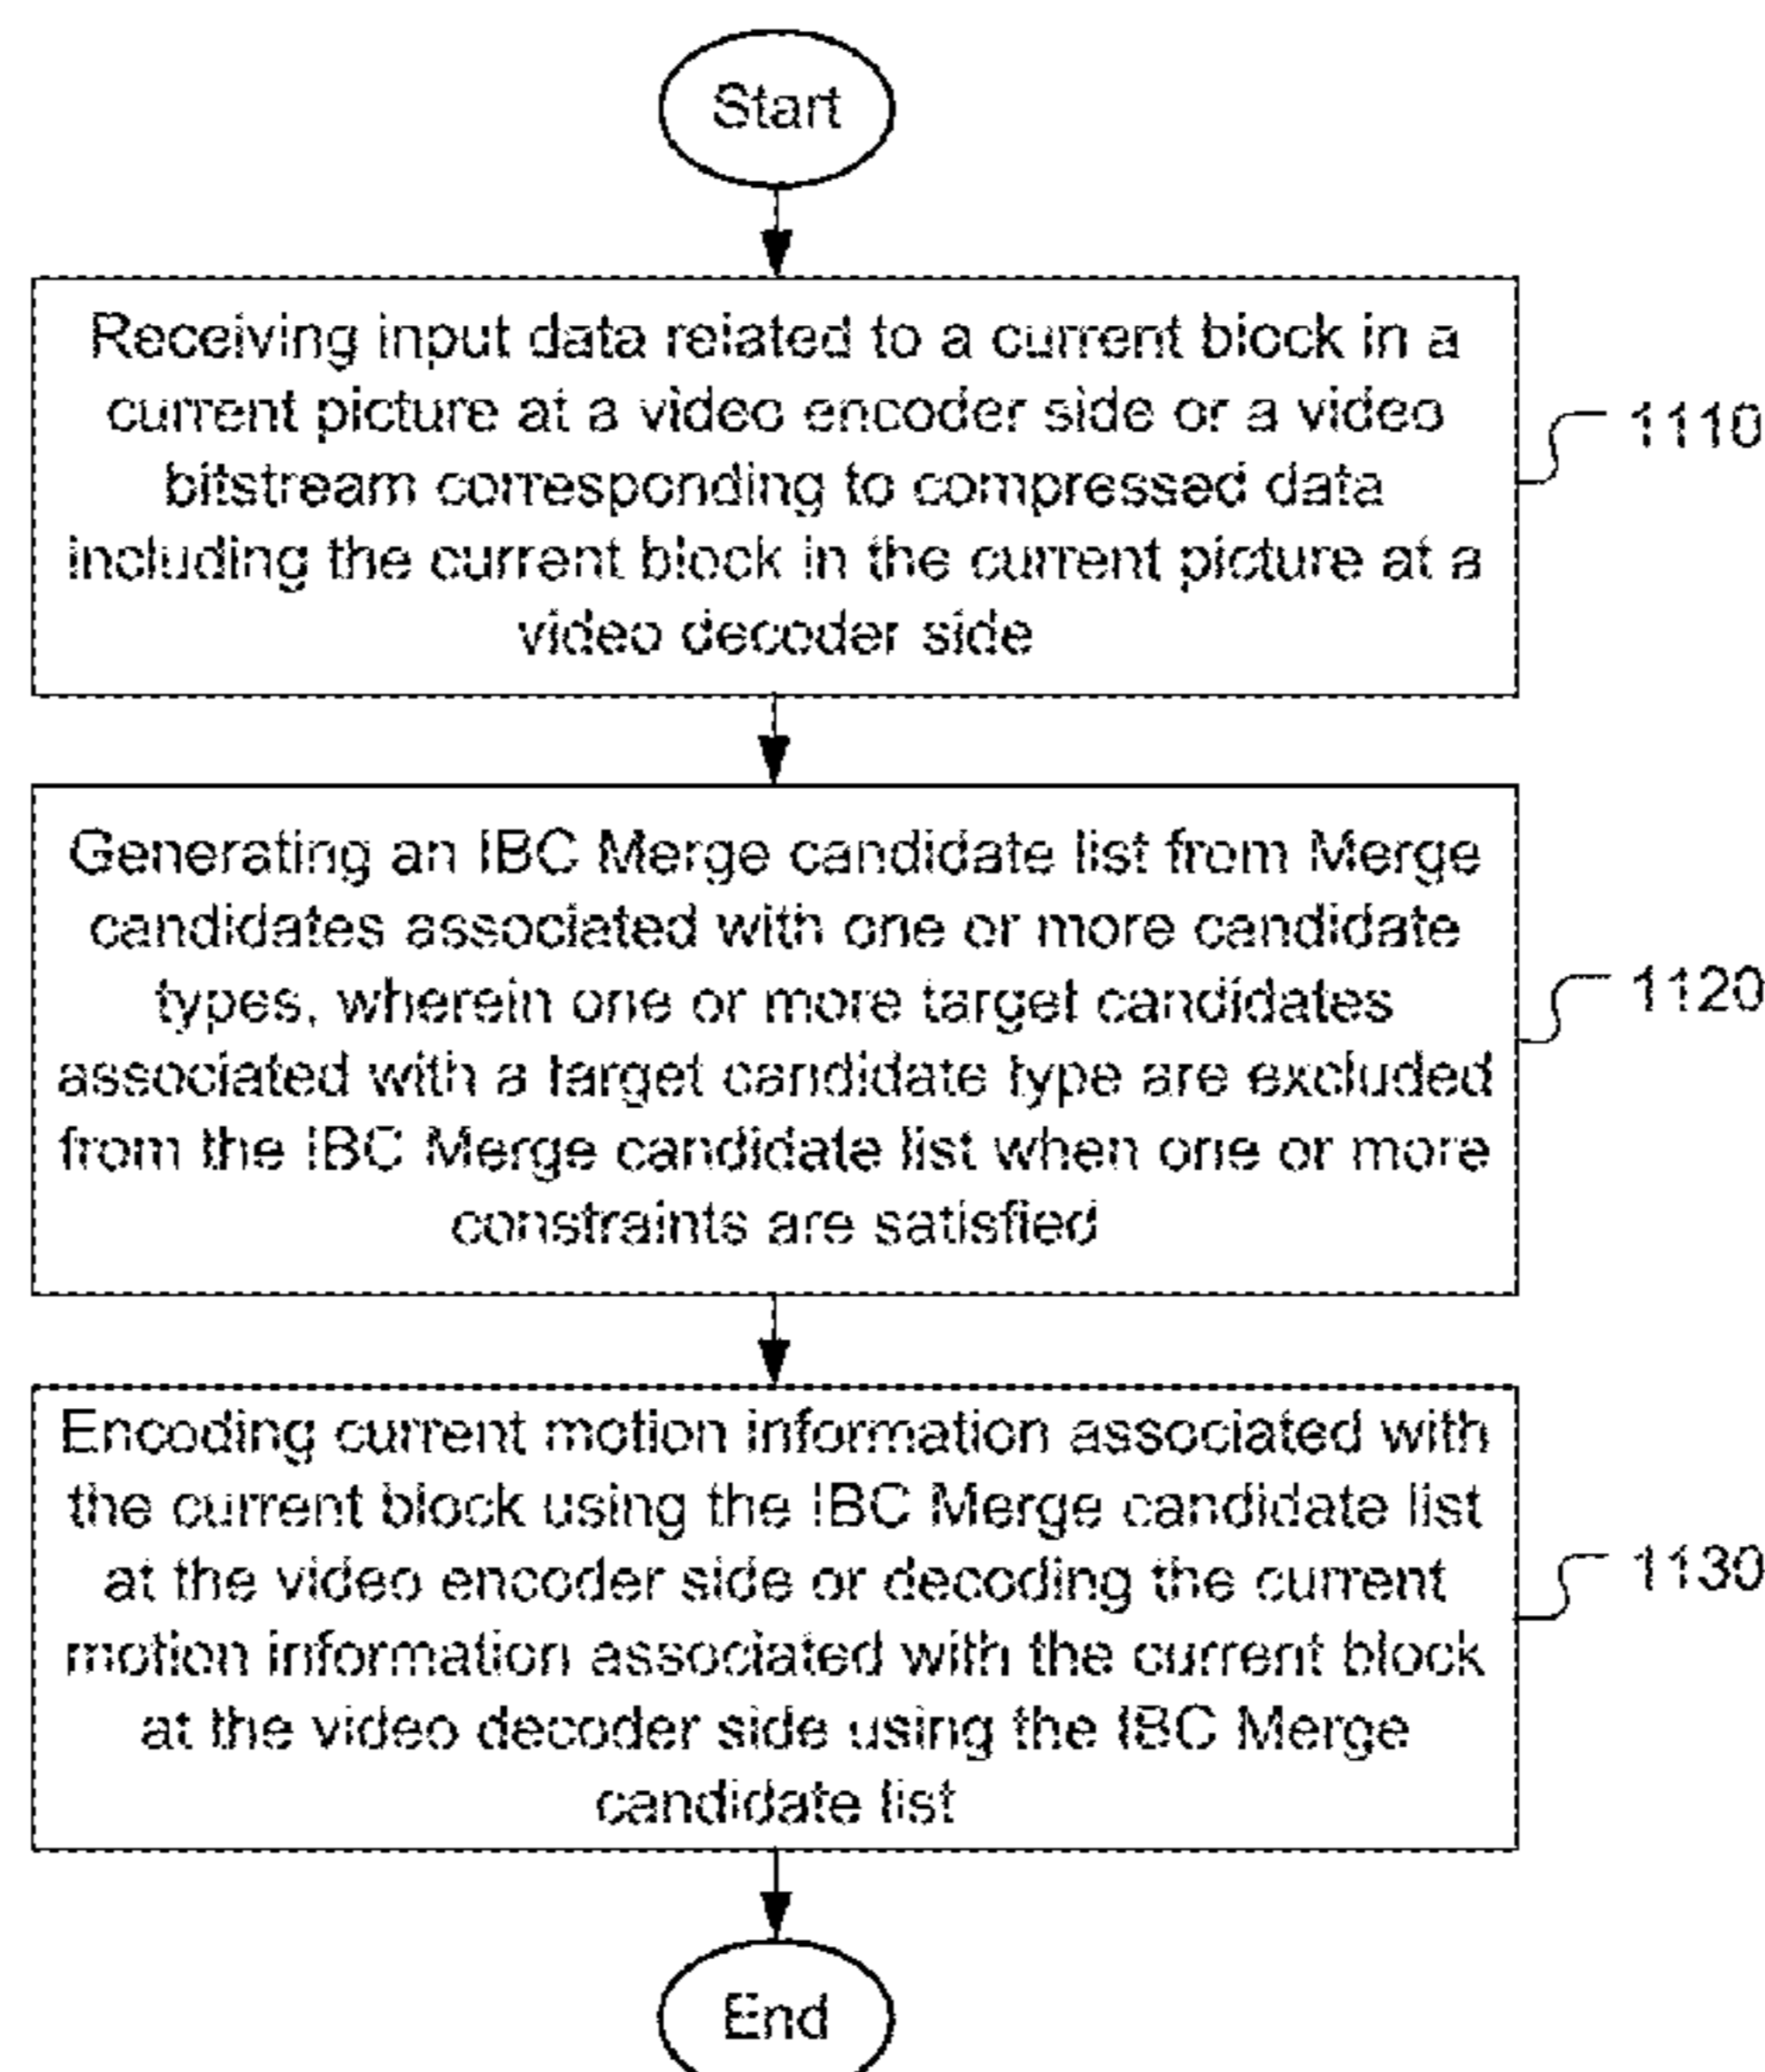 Start
Receiving input data related to a current block in a
current picture at a video encoder side or a video
bitstream corresponding to compressed data
including the current block in the current picture at a
video decoder side
1110
Generating an IBC Merge candidate list from Merge
candidates associated with one or more candidate
types, wherein one or more target candidates
associated with a target candidate type are excluded
from the IBC Merge candidate list when one or more
constraints are satisfied
1120
Encoding current motion information associated with
the current block using the IBC Merge candidate list
at the video encoder side or decoding the current
motion information associated with the current block
at the video decoder side using the IBC Merge
candidate list
1130
End